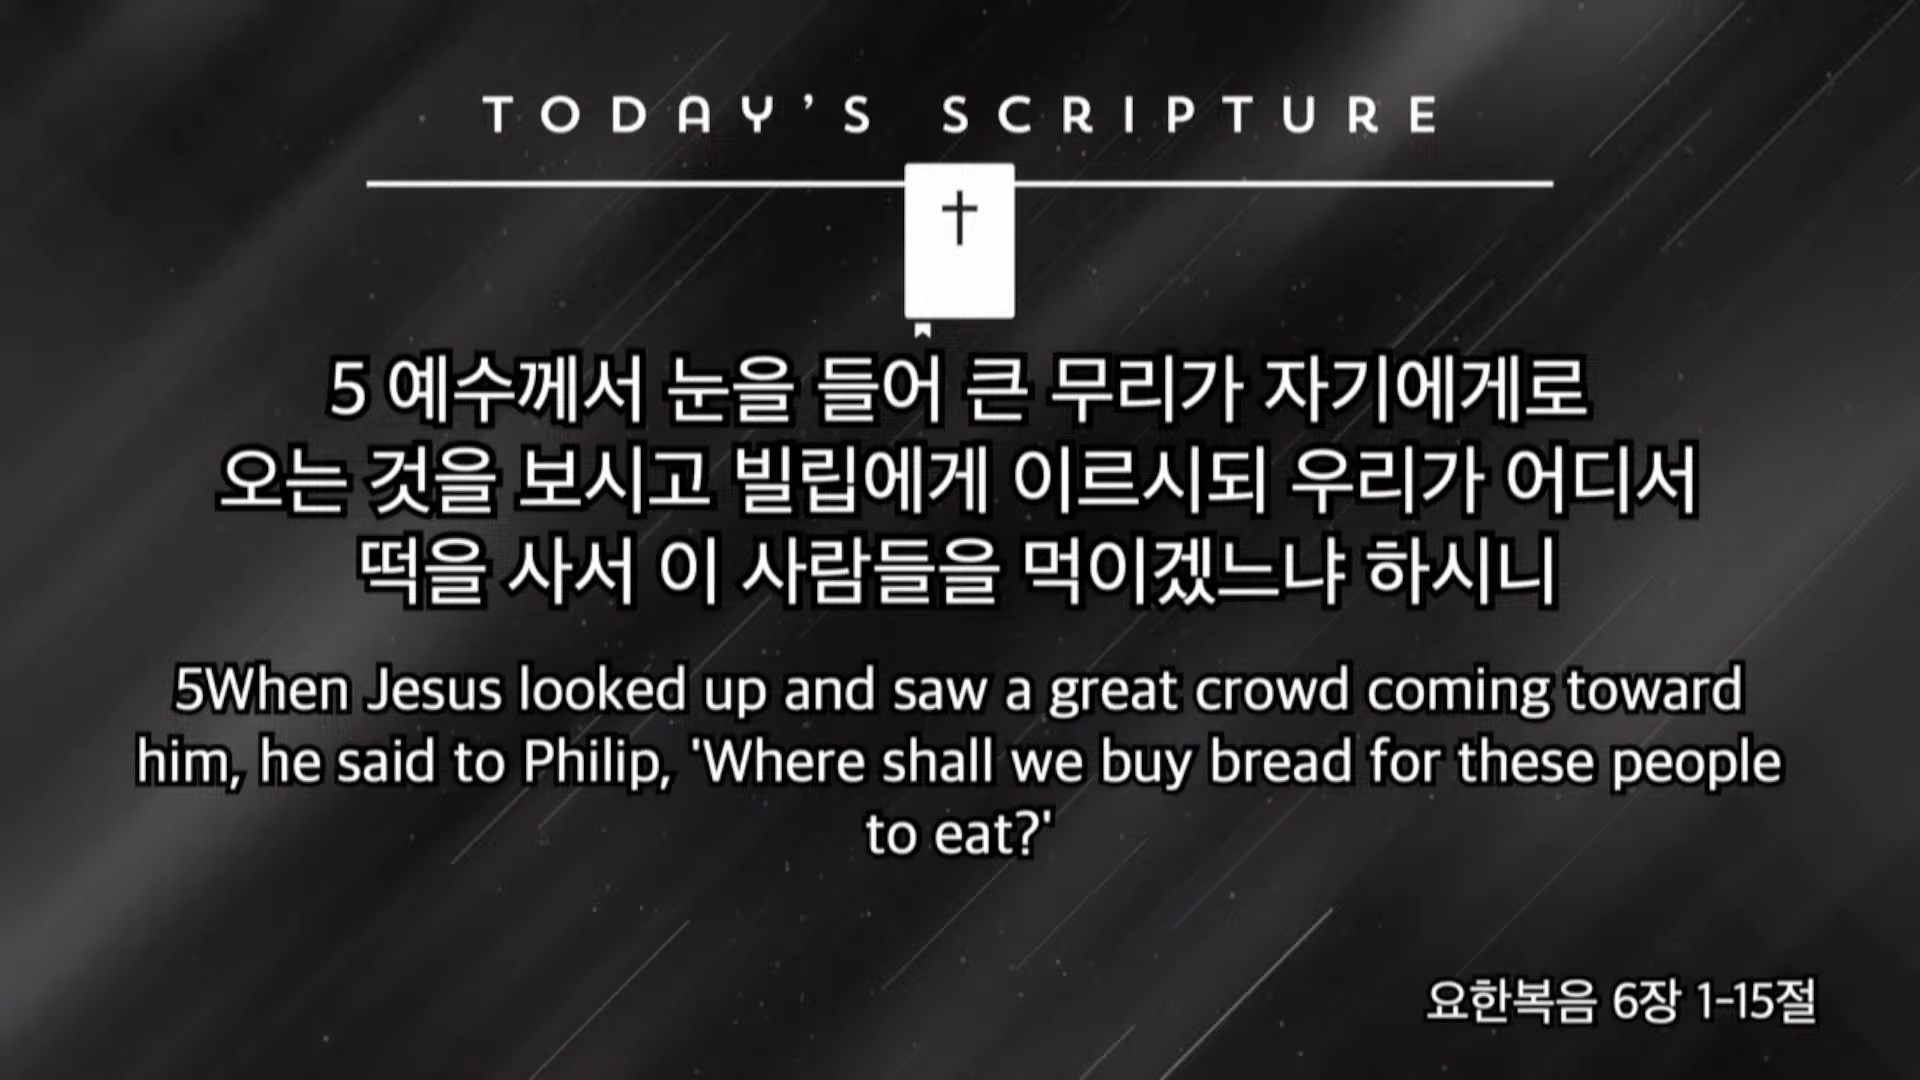 TODAY'S SCRIPTURE
5 예수께서 눈을 들어 큰 무리가 자기에게로
오는 것을 보시고 빌립에게 이르시되 우리가 어디서
떡을 사서 이 사람들을 먹이겠느냐 하시니
5When Jesus looked up and saw a great crowd coming toward
him, he said to Philip, 'Where shall we buy bread for these people
to eat?'
요한복음 6장 1-15절